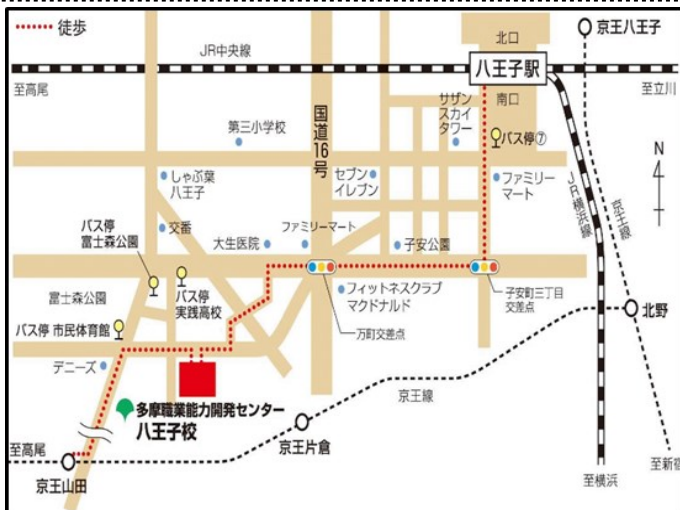 徒歩
JR中央線
北口
京王八王子
八王子駅
至高尾
至立川
国道16号
サザン
スカイ
タワー
南口
バス停⑦
第三小学校
N
しゃぶ葉
八王子
セブン
イレブン
ファミリー
マート
JR横浜線
京王線
バス停
富士森公園
交番
大生医院
ファミリーマート
子安公園
富士森公園
バス停
実践高校
フィットネスクラブ
マクドナルド
子安町三丁目
交差点
北野
バス停 市民体育館
万町交差点
デニーズ
京王線
多摩職業能力開発センター
八王子校
京王片倉
至高尾
京王山田
至横浜
至新宿